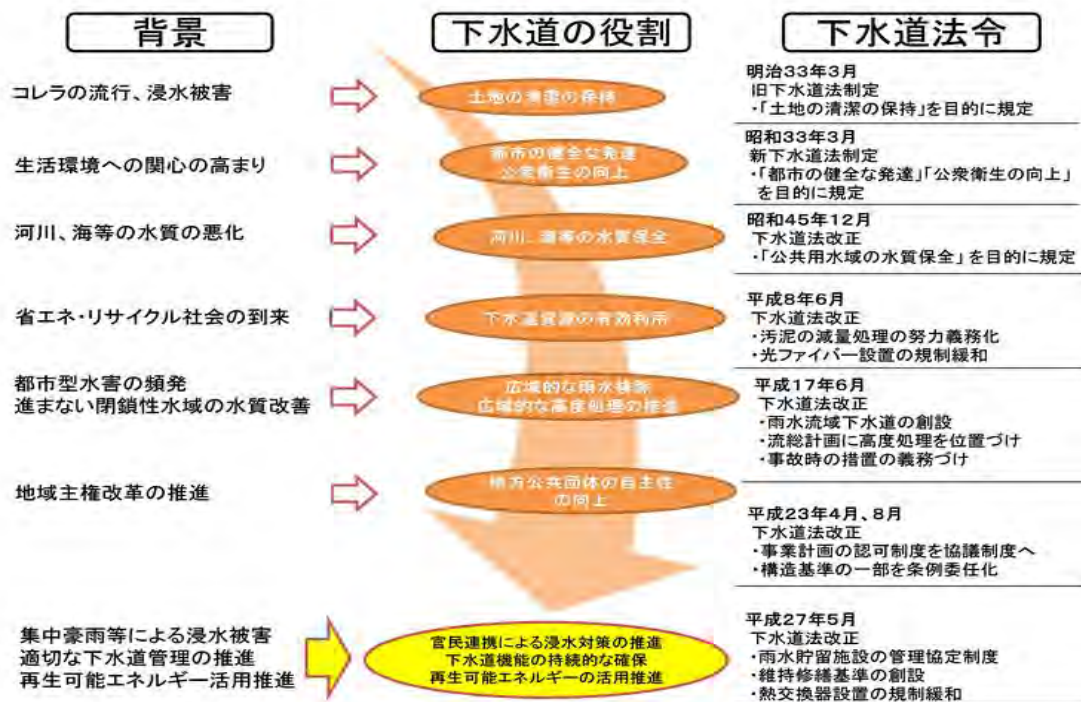 背景
下水道の役割
下水道法令
コレラの流行、浸水被害
土地の清潔の保持
明治33年3月
旧下水道法制定
・「土地の清潔の保持」を目的に規定
生活環境への関心の高まり
都市の健全な発達
公衆衛生の向上
昭和33年3月
新下水道法制定
・「都市の健全な発達」「公衆衛生の向上」
を目的に規定
河川、海等の水質の悪化
河川、海等の水質保全
昭和45年12月
下水道法改正
・「公共用水域の水質保全」を目的に規定
省エネ・リサイクル社会の到来
下水道資源の有効利用
平成8年6月
下水道法改正
・汚泥の減量処理の努力義務化
・光ファイバー設置の規制緩和
都市型水害の頻発
進まない閉鎖性水域の水質改善
広域的な雨水排除
広域的な高度処理の推進
平成17年6月
下水道法改正
・雨水流域下水道の創設
・流総計画に高度処理を位置づけ
・事故時の措置の義務づけ
地域主権改革の推進
地方公共団体の自主性
の向上
平成23年4月、8月
下水道法改正
・事業計画の認可制度を協議制度へ
・構造基準の一部を条例委任化
集中豪雨等による浸水被害
適切な下水道管理の推進
再生可能エネルギー活用推進
官民連携による浸水対策の推進
下水道機能の持続的な確保
再生可能エネルギーの活用推進
平成27年5月
下水道法改正
・雨水貯留施設の管理協定制度
・維持修繕基準の創設
・熱交換器設置の規制緩和